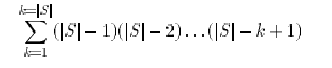 k=|S|
∑
k=1
(|S| − 1)(|S| − 2) . . . (|S| − k + 1)